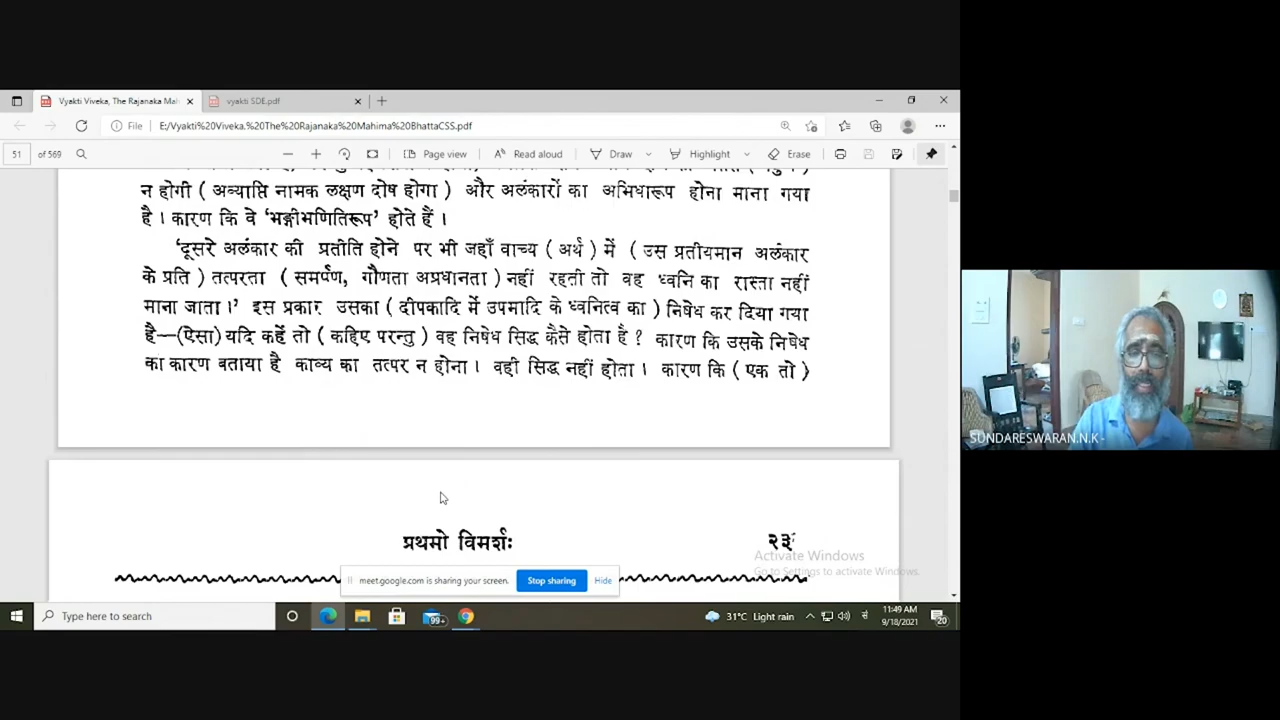 Vyakti Viveka, The Rajanaka Mah
vyakti SDE.pdf
File
E:/Vyakti%20Viveka.%20The%20Rajanaka%20Mahima%20BhattaCSS.pdf
51 of 569
Page view
Read aloud
Draw
Highlight
Erase
न होगी ( अव्याप्ति नामक लक्षण दोष होगा ) और अलंकारों का अभिधारूप होना माना गया
है । कारण कि वे ‘भङ्गीभणितिरूप’ होते हैं ।
‘दूसरे अलंकार की प्रतीति होने पर भी जहाँ वाच्य ( अर्थ ) में ( उस प्रतीयमान अलंकार
के प्रति ) तत्परता ( समर्पण, गौणता अप्रधानता ) नहीं रहती तो वह ध्वनि का रास्ता नहीं
माना जाता ।’ इस प्रकार उसका ( दीपकादि में उपमादि के ध्वनित्व का ) निषेध कर दिया गया
है—(ऐसा) यदि कहें तो ( कहिए परन्तु ) वह निषेध सिद्ध कैसे होता है ? कारण कि उसके निषेध
का कारण बताया है काव्य का तत्पर न होना । वही सिद्ध नहीं होता । कारण कि ( एक तो )
प्रथमो विमर्शः
२३
Activate Windows
Go to Settings to activate Windows.
meet.google.com is sharing your screen.
Stop sharing
Hide
SUNDARESWARAN.N.K -
Type here to search
99+
31°C Light rain
11:49 AM
9/18/2021
20